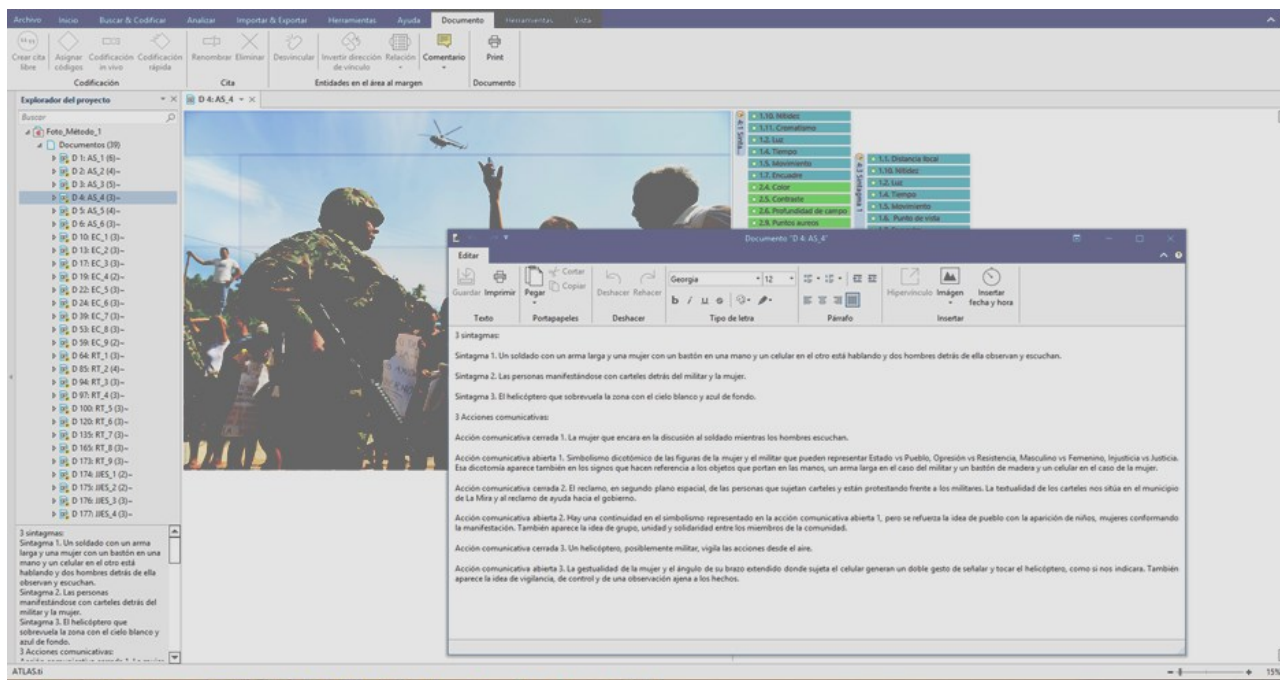 Archivo Inicio Buscar & Codificar Analizar Importar & Exportar Herramientas Ayuda Documento Herramientas Vista
Crear cita libre Asignar códigos Codificación in vivo Codificación rápida Renombrar Eliminar Desvincular Invertir dirección de vínculo Relación Comentario Print
Codificación Cita Entidades en el área al margen Documento
Explorador del proyecto
D 4: AS_4
Buscar
Foto_Método_1
Documentos (39)
D 1: AS_1 (6)~
D 2: AS_2 (4)~
D 3: AS_3 (5)~
D 4: AS_4 (3)~
D 5: AS_5 (4)~
D 6: AS_6 (3)~
D 10: EC_1 (3)~
D 13: EC_2 (3)~
D 17: EC_3 (3)~
D 19: EC_4 (2)~
D 22: EC_5 (3)~
D 24: EC_6 (3)~
D 39: EC_7 (3)~
D 53: EC_8 (3)~
D 59: EC_9 (2)~
D 64: RT_1 (3)~
D 85: RT_2 (4)~
D 94: RT_3 (3)~
D 97: RT_4 (3)~
D 100: RT_5 (3)~
D 120: RT_6 (3)~
D 135: RT_7 (3)~
D 165: RT_8 (3)~
D 173: RT_9 (3)~
D 174: JJES_1 (2)~
D 175: JJES_2 (2)~
D 176: JJES_3 (3)~
D 177: JJES_4 (3)~
3 sintagmas:
Sintagma 1. Un soldado con un arma
larga y una mujer con un bastón en una
mano y un celular en el otro está
hablando y dos hombres detrás de ella
observan y escuchan.
Sintagma 2. Las personas
manifestándose con carteles detrás del
militar y la mujer.
Sintagma 3. El helicóptero que
sobrevuela la zona con el cielo blanco y
azul de fondo.
3 Acciones comunicativas:
4:1 Sinta...
1.10. Nitidez
1.11. Cromatismo
1.2. Luz
1.4. Tiempo
1.5. Movimiento
1.7. Encuadre
2.4. Color
2.5. Contraste
2.6. Profundidad de campo
2.9. Puntos aureos
4:3 Sintagma 1
1.1. Distancia focal
1.10. Nitidez
1.2. Luz
1.4. Tiempo
1.5. Movimiento
1.6. Punto de vista
Documento "D 4: AS_4"
Editar
Guardar Imprimir Pegar Cortar Copiar Deshacer Rehacer Georgia 12 Hipervínculo Imágen Insertar fecha y hora
Texto Portapapeles Deshacer Tipo de letra Párrafo Insertar
3 sintagmas:
Sintagma 1. Un soldado con un arma larga y una mujer con un bastón en una mano y un celular en el otro está hablando y dos hombres detrás de ella observan y escuchan.
Sintagma 2. Las personas manifestándose con carteles detrás del militar y la mujer.
Sintagma 3. El helicóptero que sobrevuela la zona con el cielo blanco y azul de fondo.
3 Acciones comunicativas:
Acción comunicativa cerrada 1. La mujer que encara en la discusión al soldado mientras los hombres escuchan.
Acción comunicativa abierta 1. Simbolismo dicotómico de las figuras de la mujer y el militar que pueden representar Estado vs Pueblo, Opresión vs Resistencia, Masculino vs Femenino, Injusticia vs Justicia.
Esa dicotomía aparece también en los signos que hacen referencia a los objetos que portan en las manos, un arma larga en el caso del militar y un bastón de madera y un celular en el caso de la mujer.
Acción comunicativa cerrada 2. El reclamo, en segundo plano espacial, de las personas que sujetan carteles y están protestando frente a los militares. La textualidad de los carteles nos sitúa en el municipio
de La Mira y al reclamo de ayuda hacia el gobierno.
Acción comunicativa abierta 2. Hay una continuidad en el simbolismo representado en la acción comunicativa abierta 1, pero se refuerza la idea de pueblo con la aparición de niños, mujeres conformando
la manifestación. También aparece la idea de grupo, unidad y solidaridad entre los miembros de la comunidad.
Acción comunicativa cerrada 3. Un helicóptero, posiblemente militar, vigila las acciones desde el aire.
Acción comunicativa abierta 3. La gestualidad de la mujer y el ángulo de su brazo extendido donde sujeta el celular generan un doble gesto de señalar y tocar el helicóptero, como si nos indicara. También
aparece la idea de vigilancia, de control y de una observación ajena a los hechos.
ATLAS.ti
15%